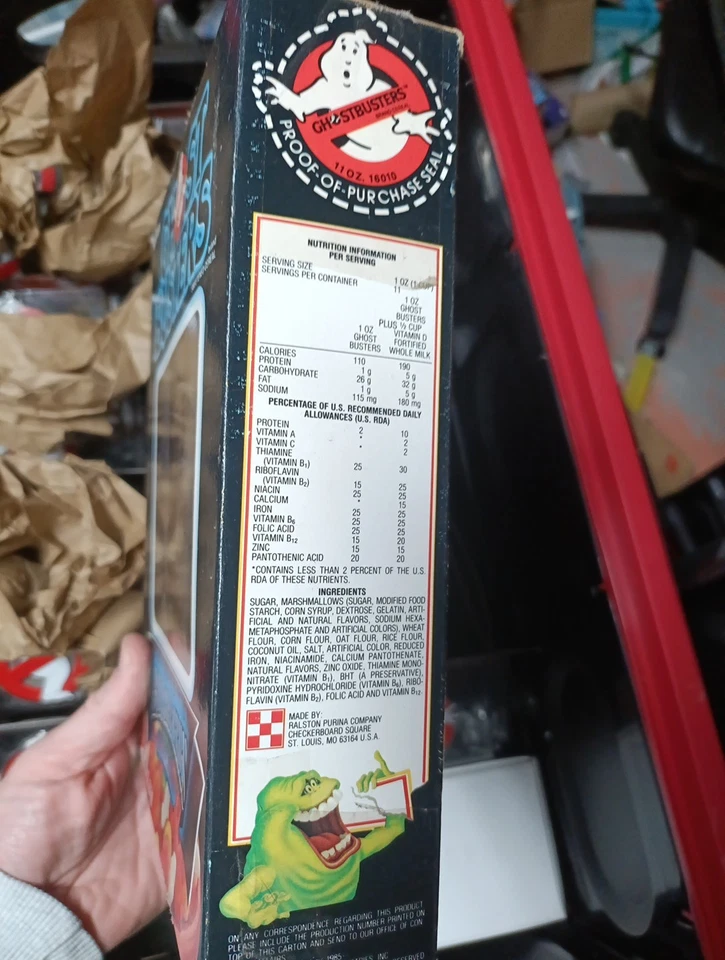 GHOSTBUSTERS
11 OZ. 16010
PROOF-OF-PURCHASE SEAL
NUTRITION INFORMATION
PER SERVING
SERVING SIZE 1 OZ (1 CUP)
SERVINGS PER CONTAINER 11
1 OZ
GHOST
BUSTERS
PLUS ½ CUP
1 OZ VITAMIN D
GHOST FORTIFIED
BUSTERS WHOLE MILK
CALORIES 110 190
PROTEIN 1 g 5 g
CARBOHYDRATE 26 g 32 g
FAT 1 g 5 g
SODIUM 115 mg 180 mg
PERCENTAGE OF U.S. RECOMMENDED DAILY
ALLOWANCES (U.S. RDA)
PROTEIN 2 10
VITAMIN A * 2
VITAMIN C * 2
THIAMINE
(VITAMIN B1) 25 30
RIBOFLAVIN
(VITAMIN B2) 15 25
NIACIN 25 25
CALCIUM * 15
IRON 25 25
VITAMIN B6 25 25
FOLIC ACID 25 25
VITAMIN B12 15 20
ZINC 15 15
PANTOTHENIC ACID 20 20
*CONTAINS LESS THAN 2 PERCENT OF THE U.S.
RDA OF THESE NUTRIENTS.
INGREDIENTS
SUGAR, MARSHMALLOWS (SUGAR, MODIFIED FOOD
STARCH, CORN SYRUP, DEXTROSE, GELATIN, ARTI-
FICIAL AND NATURAL FLAVORS, SODIUM HEXA-
METAPHOSPHATE AND ARTIFICIAL COLORS), WHEAT
FLOUR, CORN FLOUR, OAT FLOUR, RICE FLOUR,
COCONUT OIL, SALT, ARTIFICIAL COLOR, REDUCED
IRON, NIACINAMIDE, CALCIUM PANTOTHENATE,
NATURAL FLAVORS, ZINC OXIDE, THIAMINE MONO-
NITRATE (VITAMIN B1), BHT (A PRESERVATIVE),
PYRIDOXINE HYDROCHLORIDE (VITAMIN B6), RIBO-
FLAVIN (VITAMIN B2), FOLIC ACID AND VITAMIN B12.
MADE BY:
RALSTON PURINA COMPANY
CHECKERBOARD SQUARE
ST. LOUIS, MO 63164 U.S.A.
ON ANY CORRESPONDENCE REGARDING THIS PRODUCT
PLEASE INCLUDE THE PRODUCTION NUMBER PRINTED ON
TOP OF THIS CARTON AND SEND TO OUR OFFICE OF CON
1985
INC
RESERVED